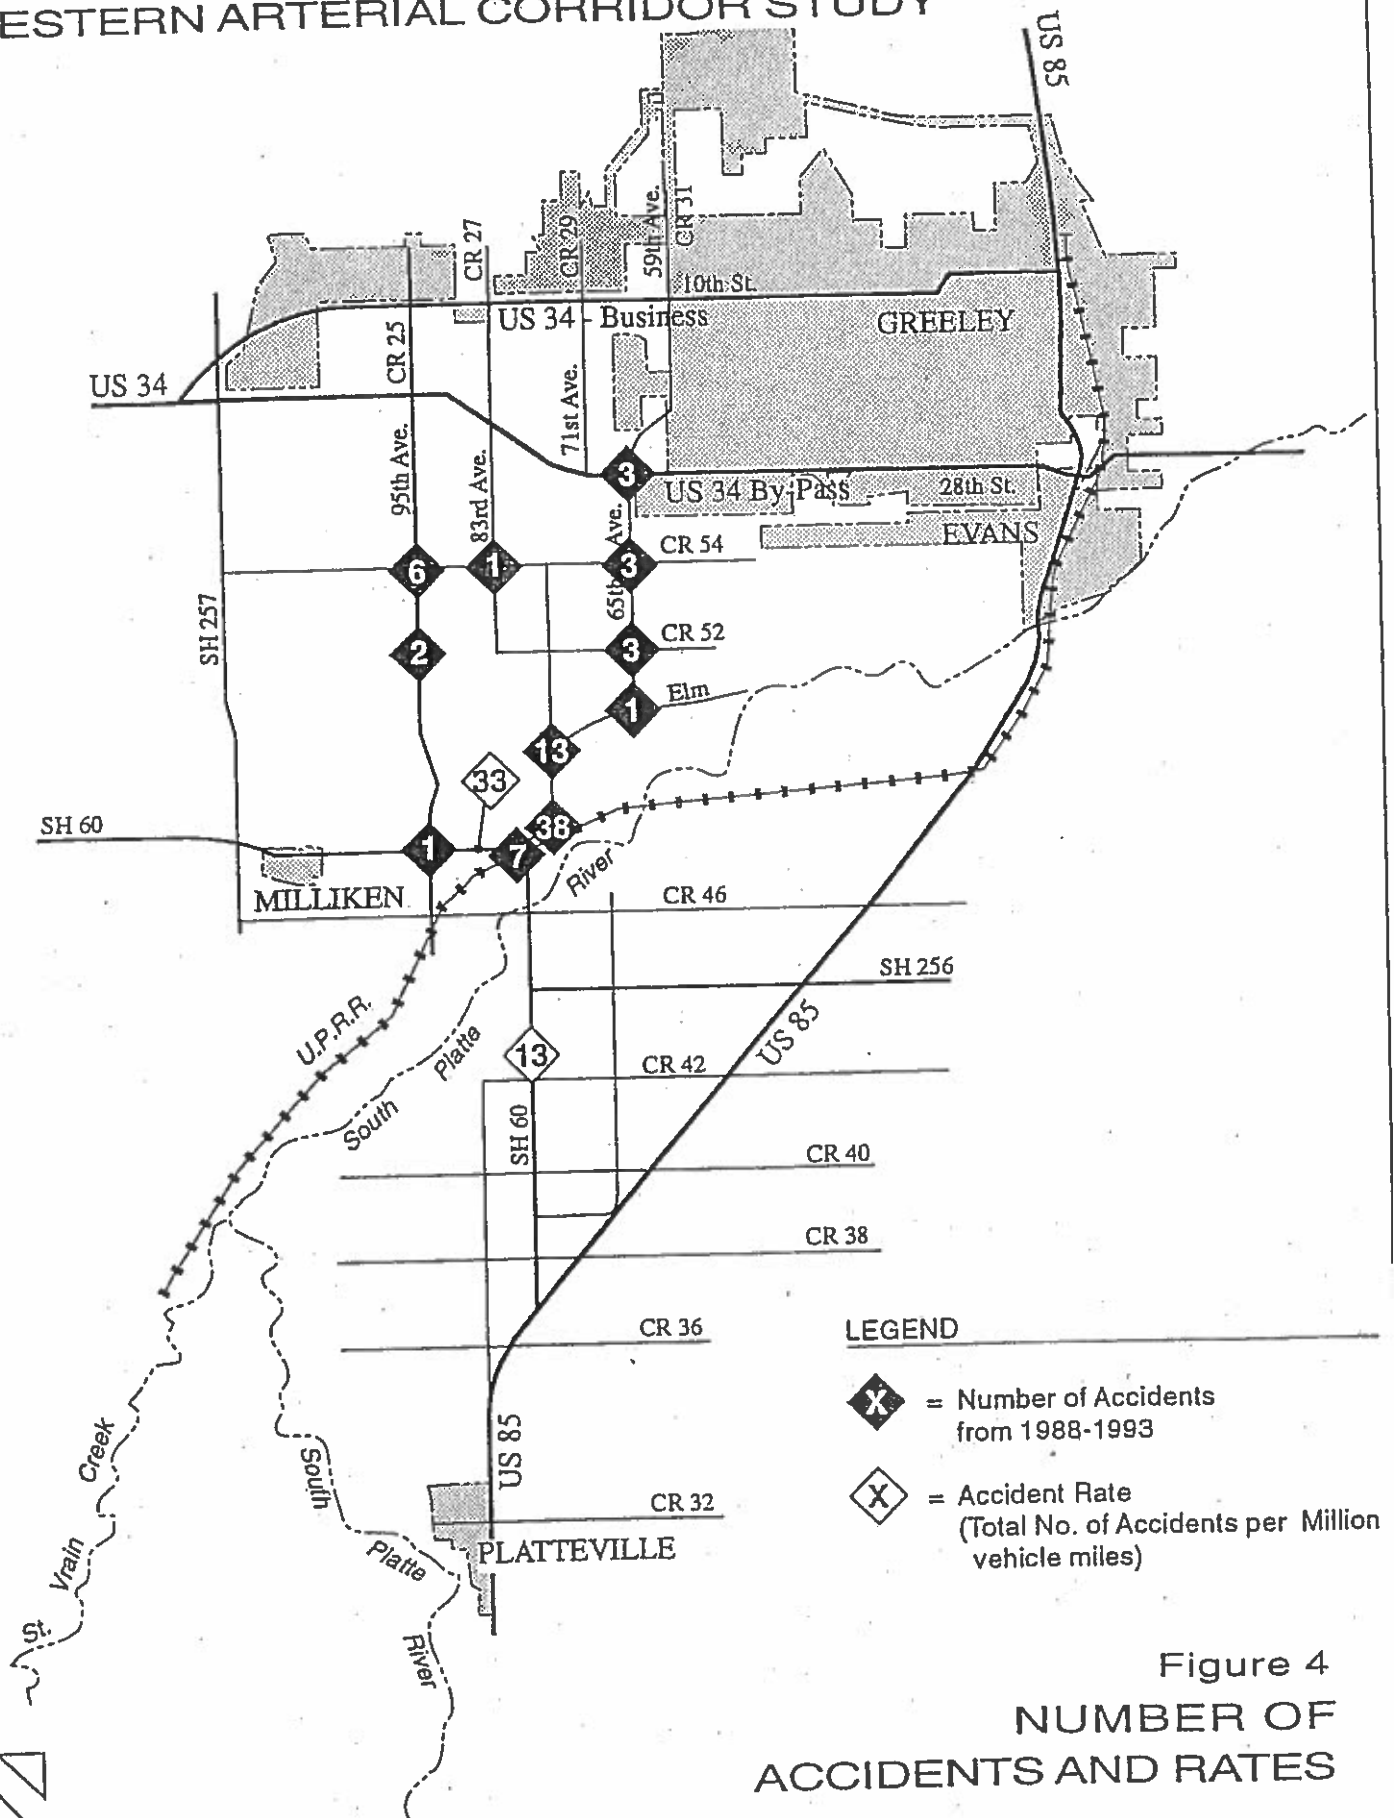 ESTERN ARTERIAL CORRIDOR STUDY
US 85
CR 27
CR 29
59th Ave.
CR 31
10th St.
US 34 - Business
GREELEY
CR 25
US 34
71st Ave.
95th Ave.
83rd Ave.
3
US 34 By-Pass
28th St.
EVANS
65th Ave.
CR 54
6
1
3
SH 257
CR 52
2
3
Elm
1
13
33
SH 60
38
1
7
River
MILLIKEN
CR 46
SH 256
U.P.R.R.
US 85
Platte
13
CR 42
South
SH 60
CR 40
CR 38
CR 36
LEGEND
X = Number of Accidents
from 1988-1993
US 85
Creek
South
X = Accident Rate
(Total No. of Accidents per Million
vehicle miles)
CR 32
PLATTEVILLE
Platte
Vrain
St.
River
Figure 4
NUMBER OF
ACCIDENTS AND RATES